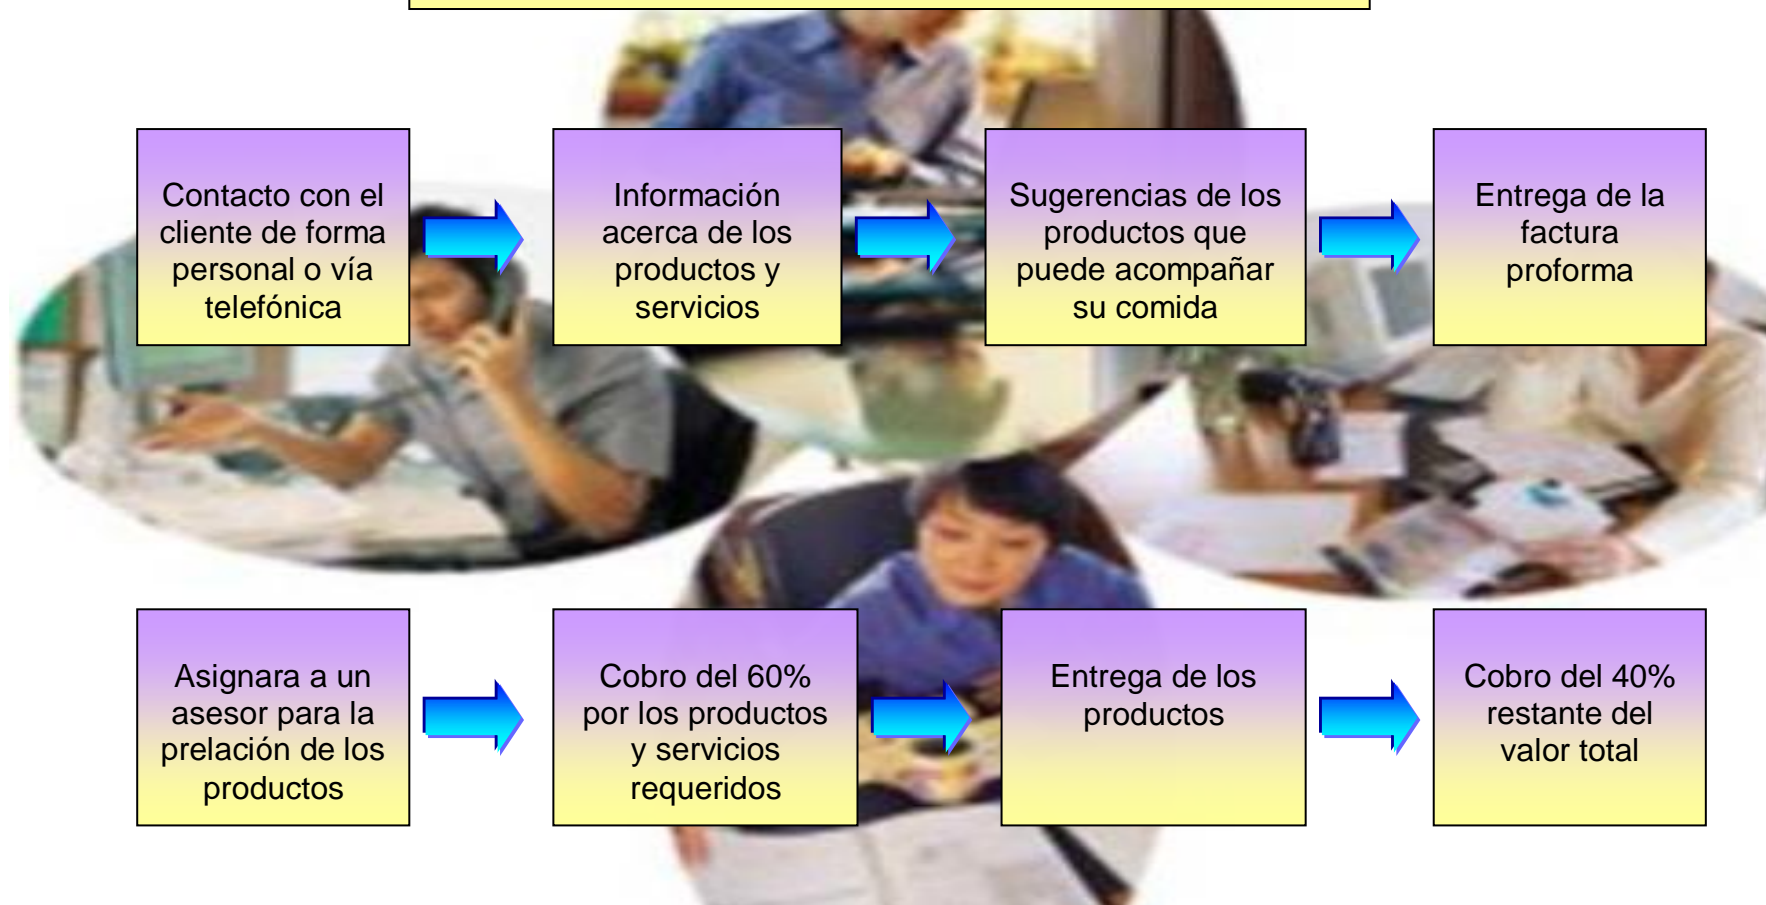 Contacto con el
cliente de forma
personal o vía
telefónica
Información
acerca de los
productos y
servicios
Sugerencias de los
productos que
puede acompañar
su comida
Entrega de la
factura
proforma
Asignara a un
asesor para la
prelación de los
productos
Cobro del 60%
por los productos
y servicios
requeridos
Entrega de los
productos
Cobro del 40%
restante del
valor total